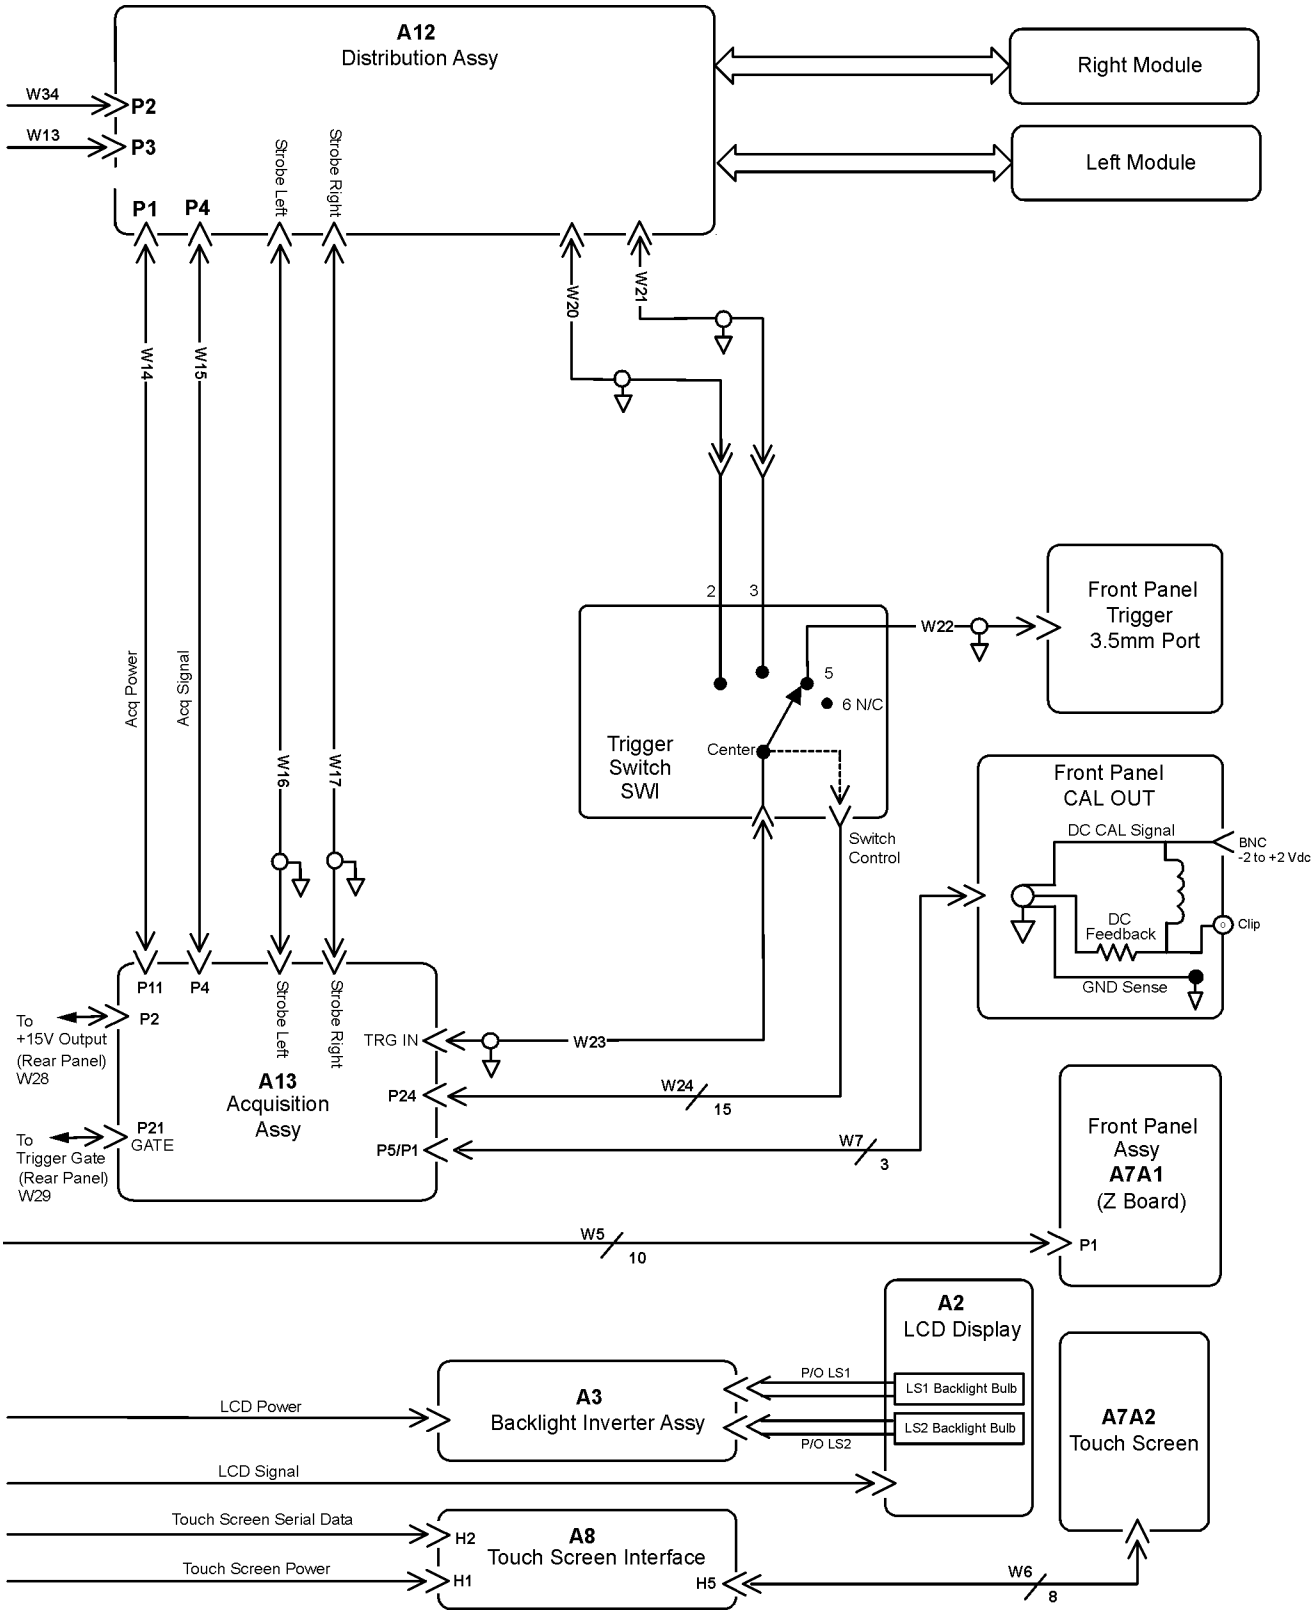 A12
Distribution Assy
Right Module
Left Module
W34
P2
W13
P3
Strobe Left
Strobe Right
P1
P4
W14
W15
W20
W21
2
3
Front Panel
Trigger
3.5mm Port
W22
5
6 N/C
Center
Trigger
Switch
SWI
Acq Power
Acq Signal
W16
W17
Switch
Control
Front Panel
CAL OUT
DC CAL Signal
BNC
-2 to +2 Vdc
DC
Feedback
Clip
GND Sense
P11
P4
Strobe Left
Strobe Right
P2
To
+15V Output
(Rear Panel)
W28
TRG IN
W23
A13
Acquisition
Assy
P24
W24
15
P21
GATE
To
Trigger Gate
(Rear Panel)
W29
P5/P1
W7
3
Front Panel
Assy
A7A1
(Z Board)
P1
W5
10
A2
LCD Display
LS1 Backlight Bulb
LS2 Backlight Bulb
P/O LS1
P/O LS2
A3
Backlight Inverter Assy
LCD Power
LCD Signal
A7A2
Touch Screen
Touch Screen Serial Data
H2
A8
Touch Screen Interface
Touch Screen Power
H1
H5
W6
8